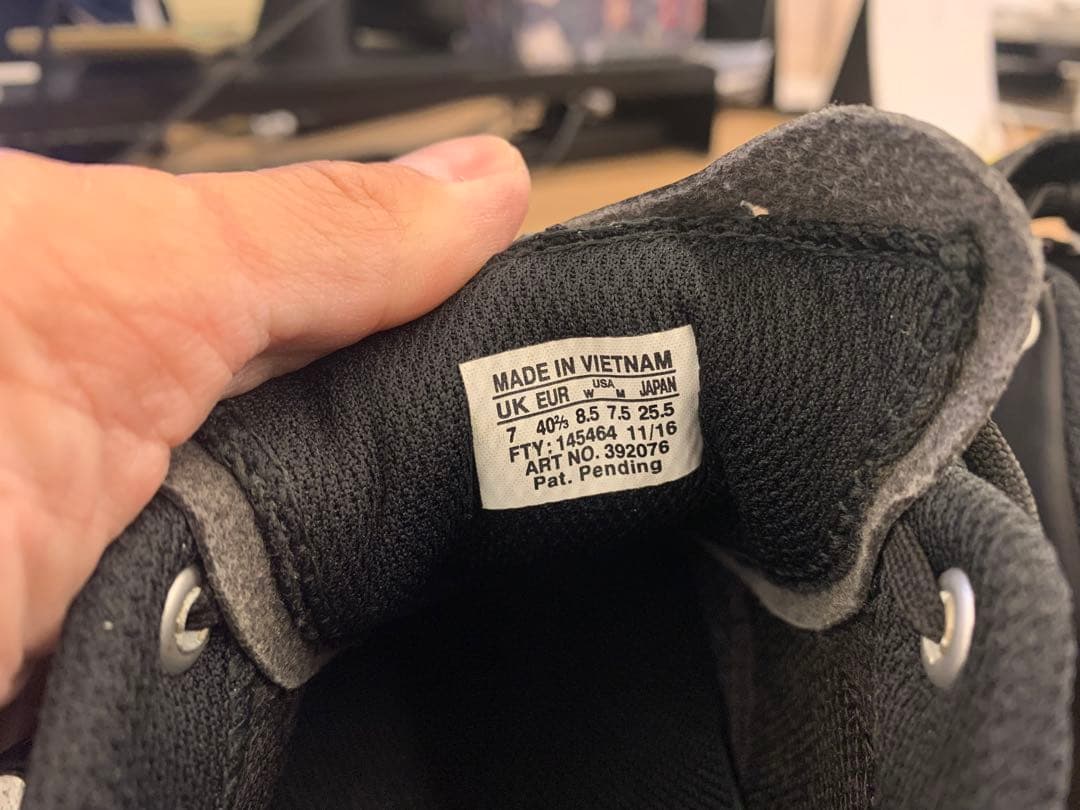 MADE IN VIETNAM
UK EUR W USA M JAPAN
7 40⅔ 8.5 7.5 25.5
FTY: 145464 11/16
ART NO. 392076
Pat. Pending